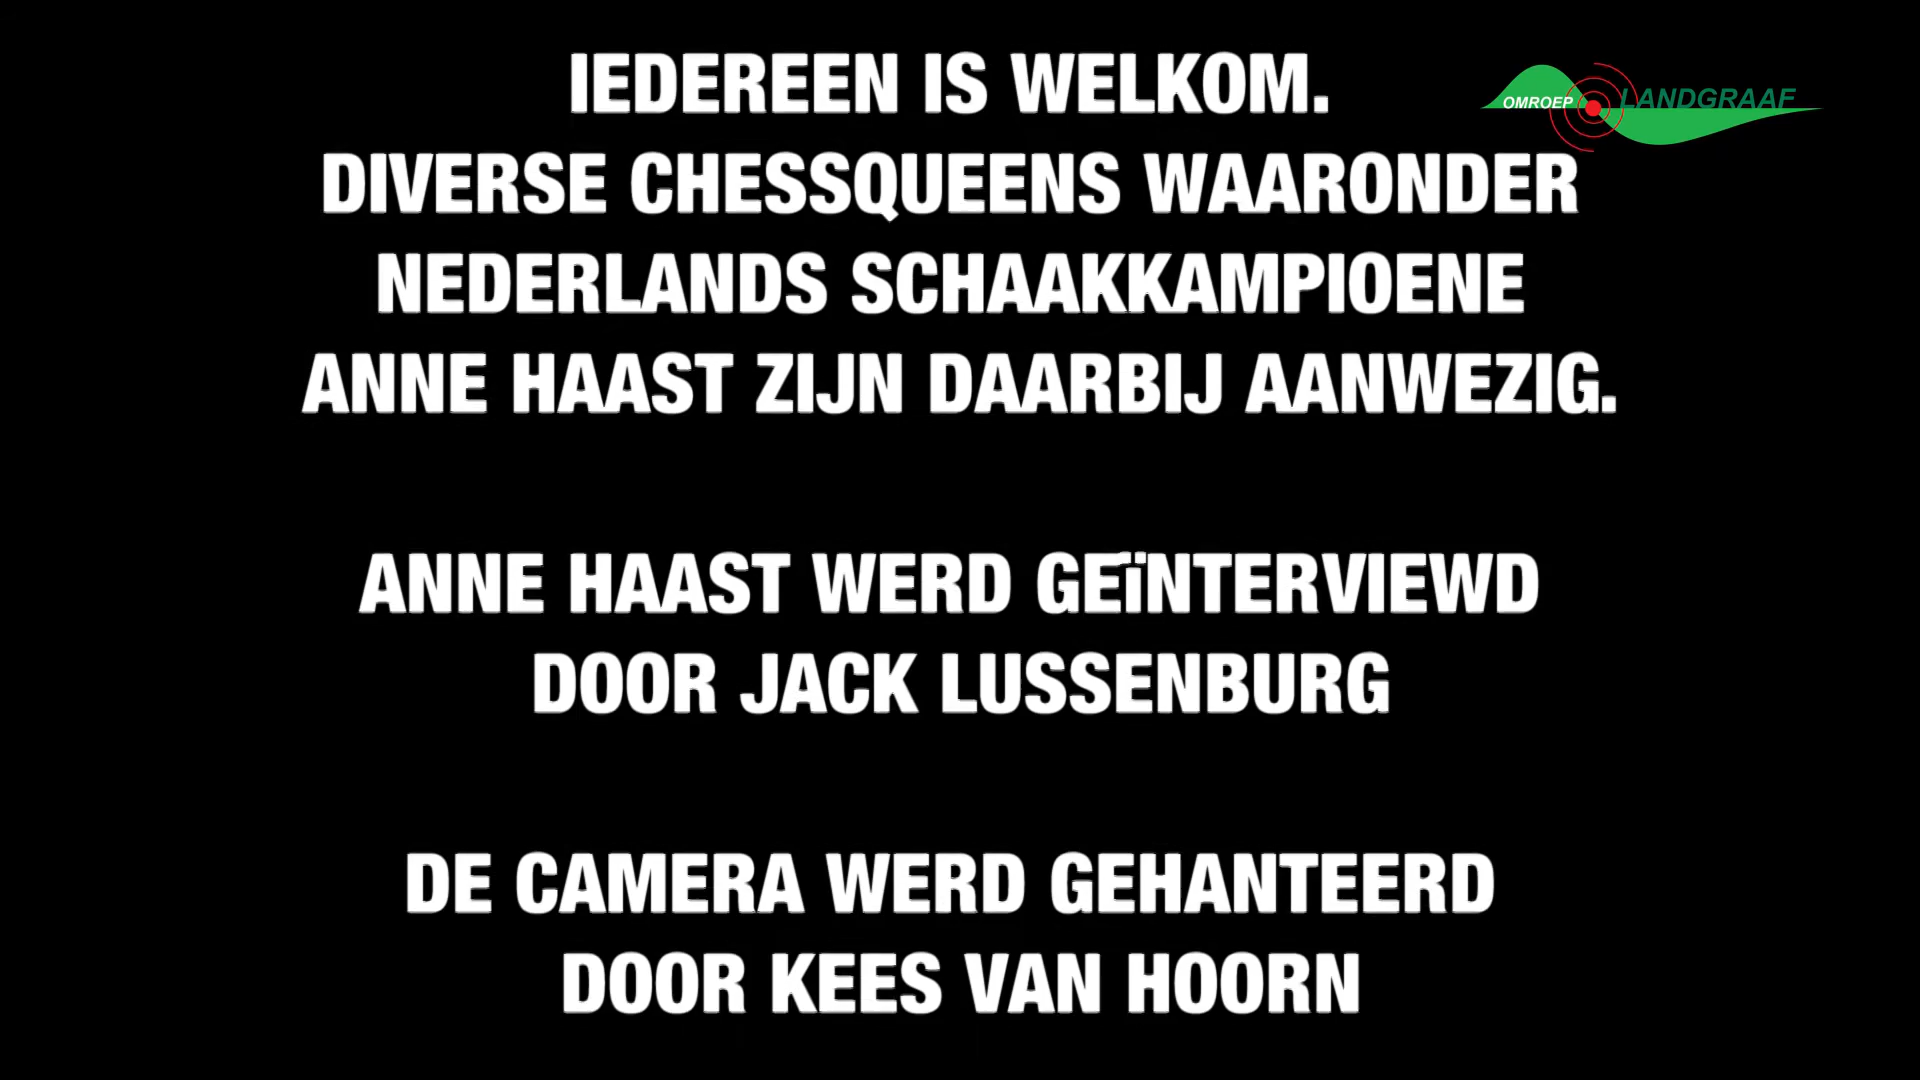 IEDEREEN IS WELKOM.
OMROEP LANDGRAAF
DIVERSE CHESSQUEENS WAARONDER
NEDERLANDS SCHAAKKAMPIOENE
ANNE HAAST ZIJN DAARBIJ AANWEZIG.
ANNE HAAST WERD GEïNTERVIEWD
DOOR JACK LUSSENBURG
DE CAMERA WERD GEHANTEERD
DOOR KEES VAN HOORN